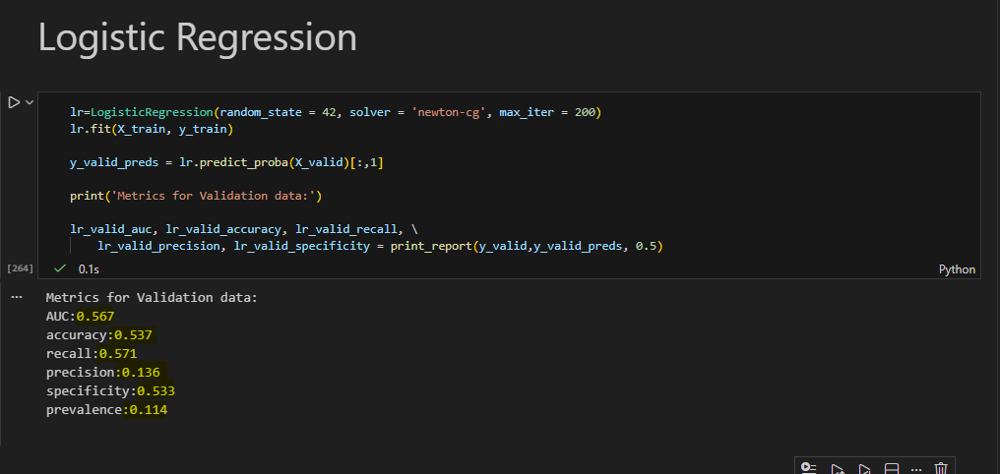 Logistic Regression
lr=LogisticRegression(random_state = 42, solver = 'newton-cg', max_iter = 200)
lr.fit(X_train, y_train)
y_valid_preds = lr.predict_proba(X_valid)[:,1]
print('Metrics for Validation data:')
lr_valid_auc, lr_valid_accuracy, lr_valid_recall, \
lr_valid_precision, lr_valid_specificity = print_report(y_valid,y_valid_preds, 0.5)
[264] 0.1s Python
Metrics for Validation data:
AUC:0.567
accuracy:0.537
recall:0.571
precision:0.136
specificity:0.533
prevalence:0.114